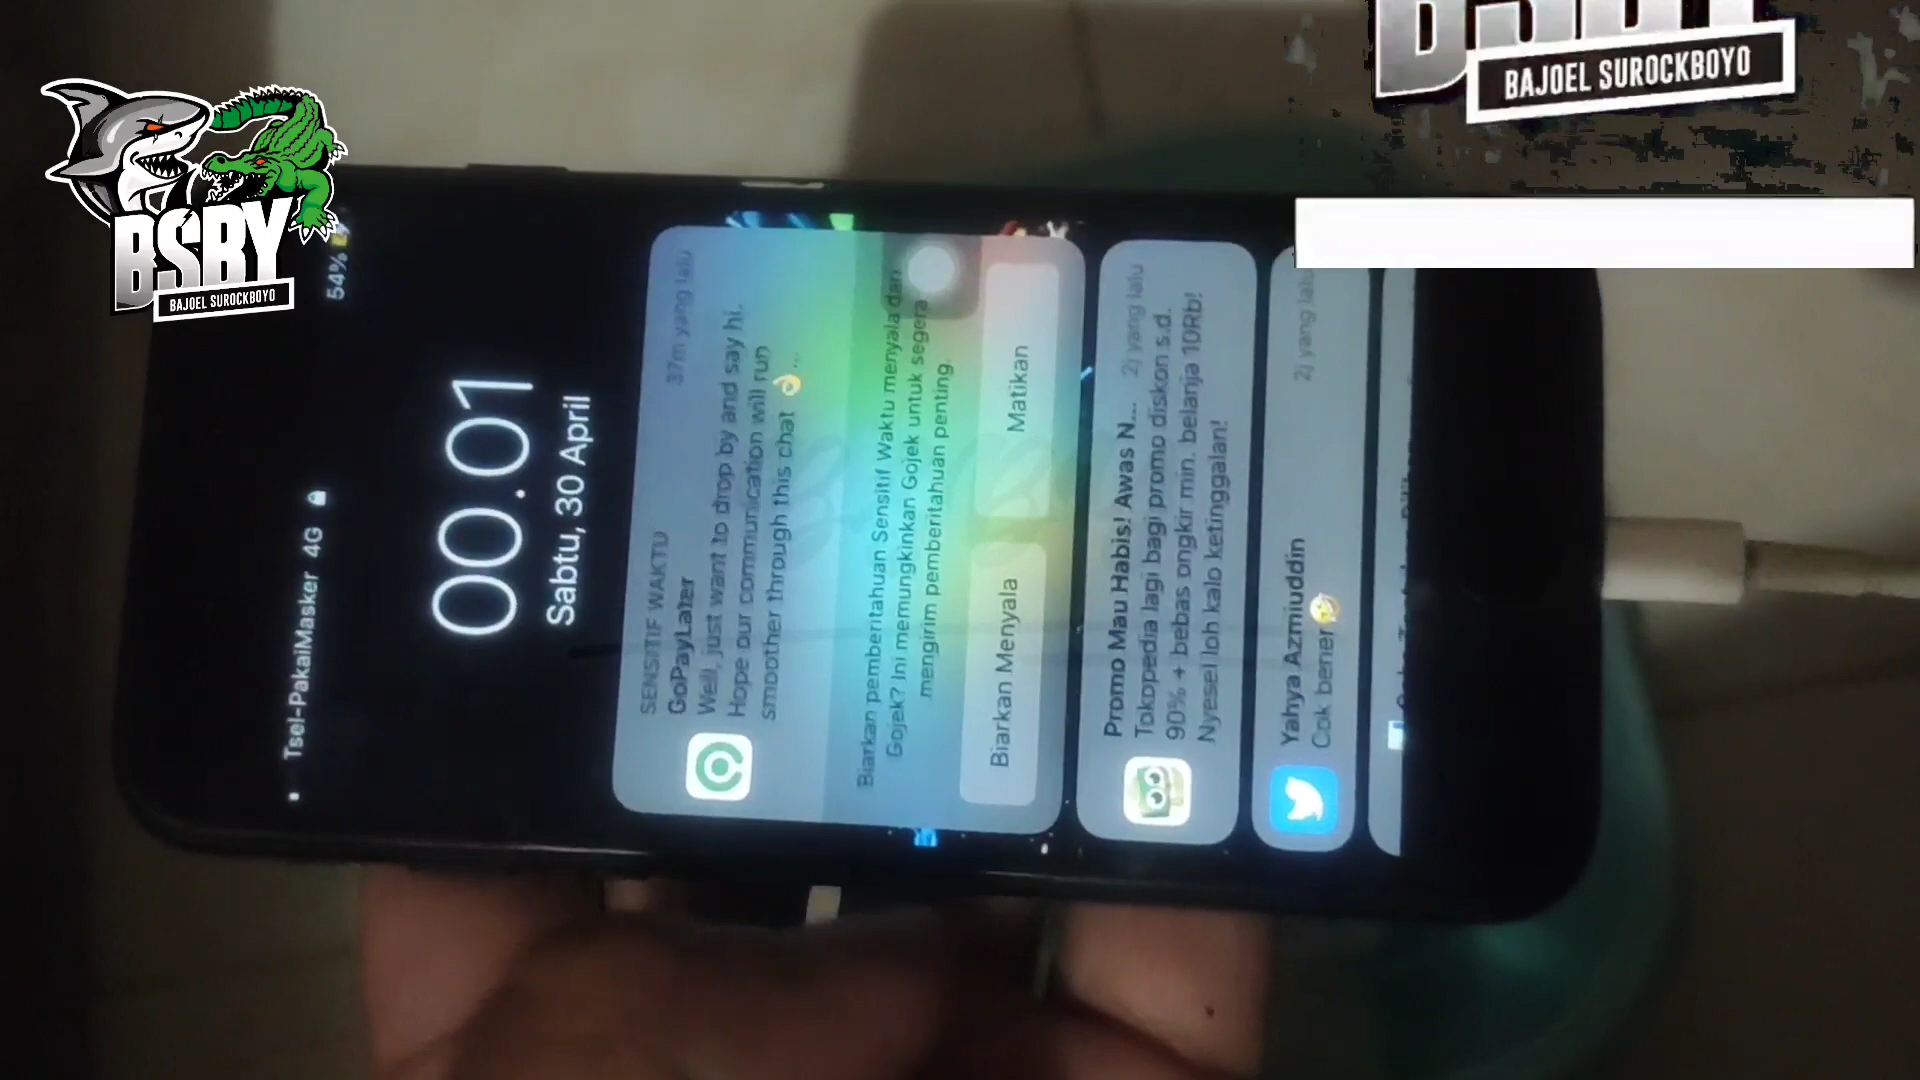 BSBY
BAJOEL SUROCKBOYO
BSBY
BAJOEL SUROCKBOYO
Tsel-PakaiMasker 4G
54%
00.01
Sabtu, 30 April
SENSITIF WAKTU
37m yang lalu
GoPayLater
Well, just want to drop by and say hi.
Hope our communication will run
smoother through this chat 👌...
Biarkan pemberitahuan Sensitif Waktu menyala dari
Gojek? Ini memungkinkan Gojek untuk segera
mengirim pemberitahuan penting.
Biarkan Menyala
Matikan
Promo Mau Habis! Awas N...
2j yang lalu
Tokopedia lagi bagi promo diskon s.d.
90% + bebas ongkir min. belanja 10Rb!
Nyesel loh kalo ketinggalan!
Yahya Azmiuddin
2j yang lalu
Cok bener🤣